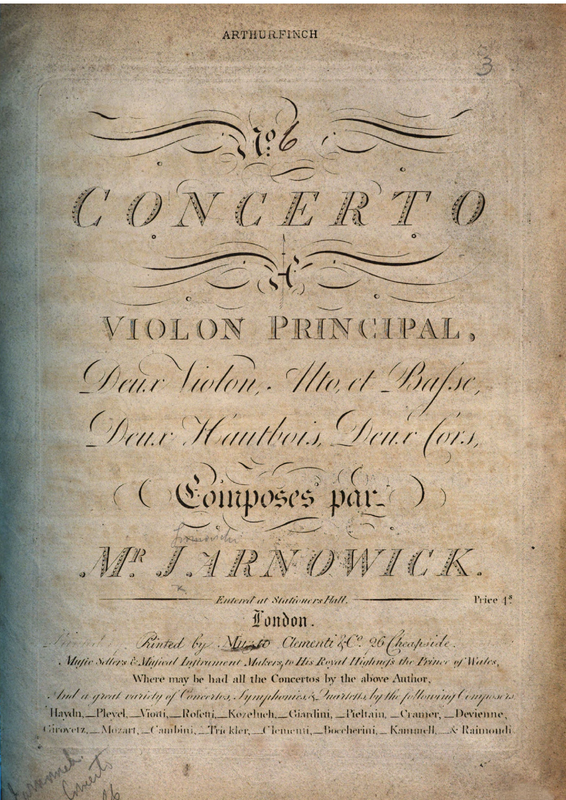 ARTHUR FINCH
3
No. 6
CONCERTO
A
VIOLON PRINCIPAL,
Deux Violon, Alto, et Basse,
Deux Hautbois, Deux Cors,
Composes par
MR. JARNOWICK.
Entered at Stationers Hall. Price 4s
London.
Printed by Clementi & Co. 26 Cheapside.
Music Sellers & Musical Instrument Makers, to His Royal Highness the Prince of Wales,
Where may be had all the Concertos by the above Author,
And a great variety of Concertos, Symphonies, & Quartetts, by the following Composers
Haydn, — Pleyel, — Viotti, — Rosetti, — Kozeluch, — Giardini, — Pieltain, — Cramer, — Devienne,
Girovetz, — Mozart, — Cambini, — Trickler, — Clementi, — Boccherini, — Kammell, — & Raimondi.
Concerto